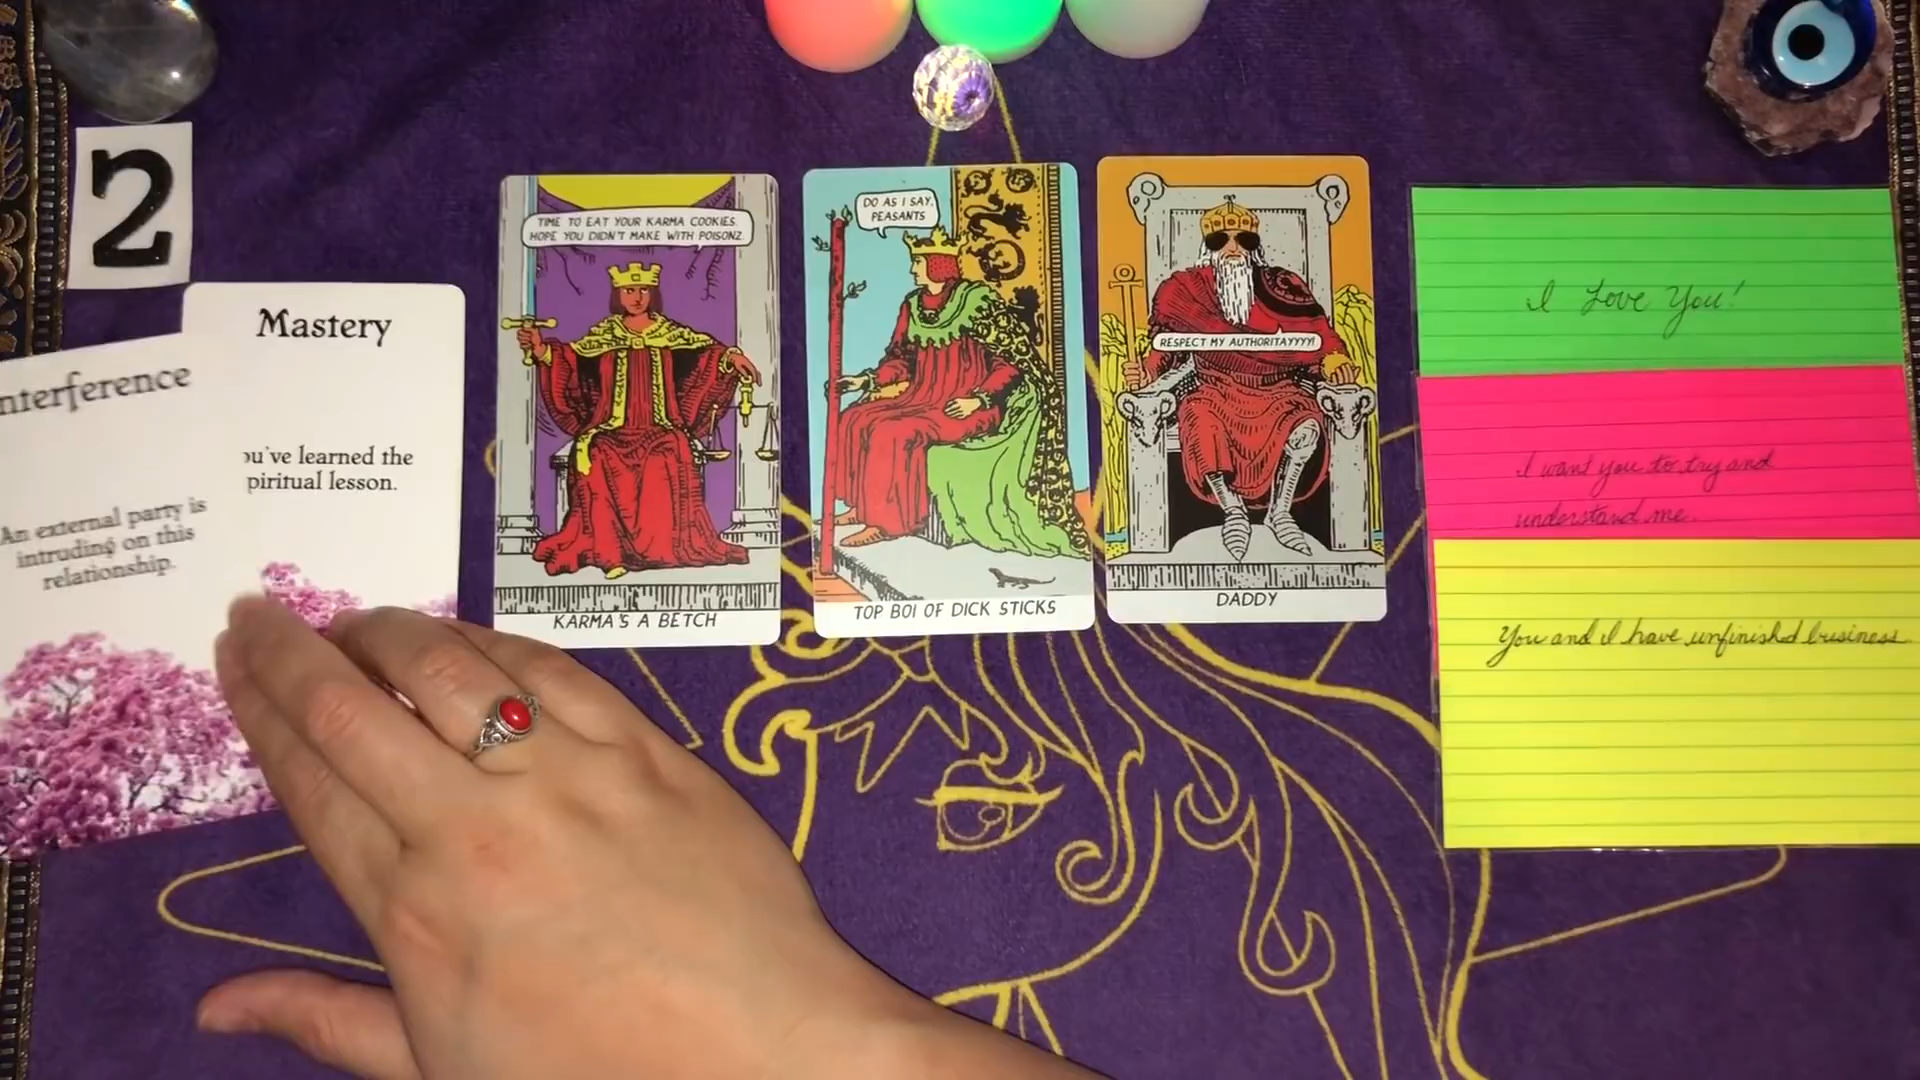 2
Mastery
ou've learned the
piritual lesson.
nterference
An external party is
intruding on this
relationship.
TIME TO EAT YOUR KARMA COOKIES.
HOPE YOU DIDN'T MAKE WITH POISONZ
KARMA'S A BETCH
DO AS I SAY,
PEASANTS
TOP BOI OF DICK STICKS
RESPECT MY AUTHORITAYYYY!
DADDY
I Love You!
I want you to try and
understand me.
You and I have unfinished business.